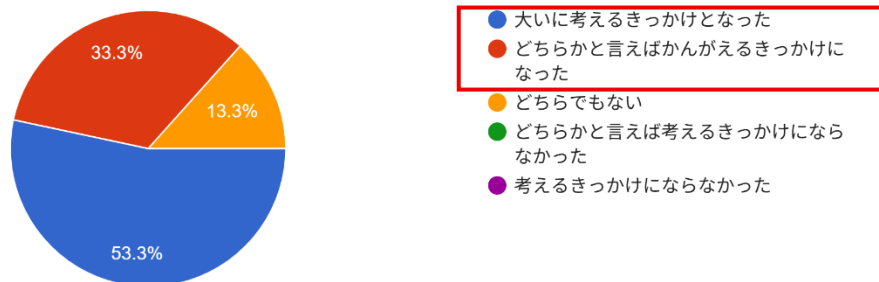 33.3%
13.3%
53.3%
大いに考えるきっかけとなった
どちらかと言えばかんがえるきっかけに
なった
どちらでもない
どちらかと言えば考えるきっかけになら
なかった
考えるきっかけにならなかった